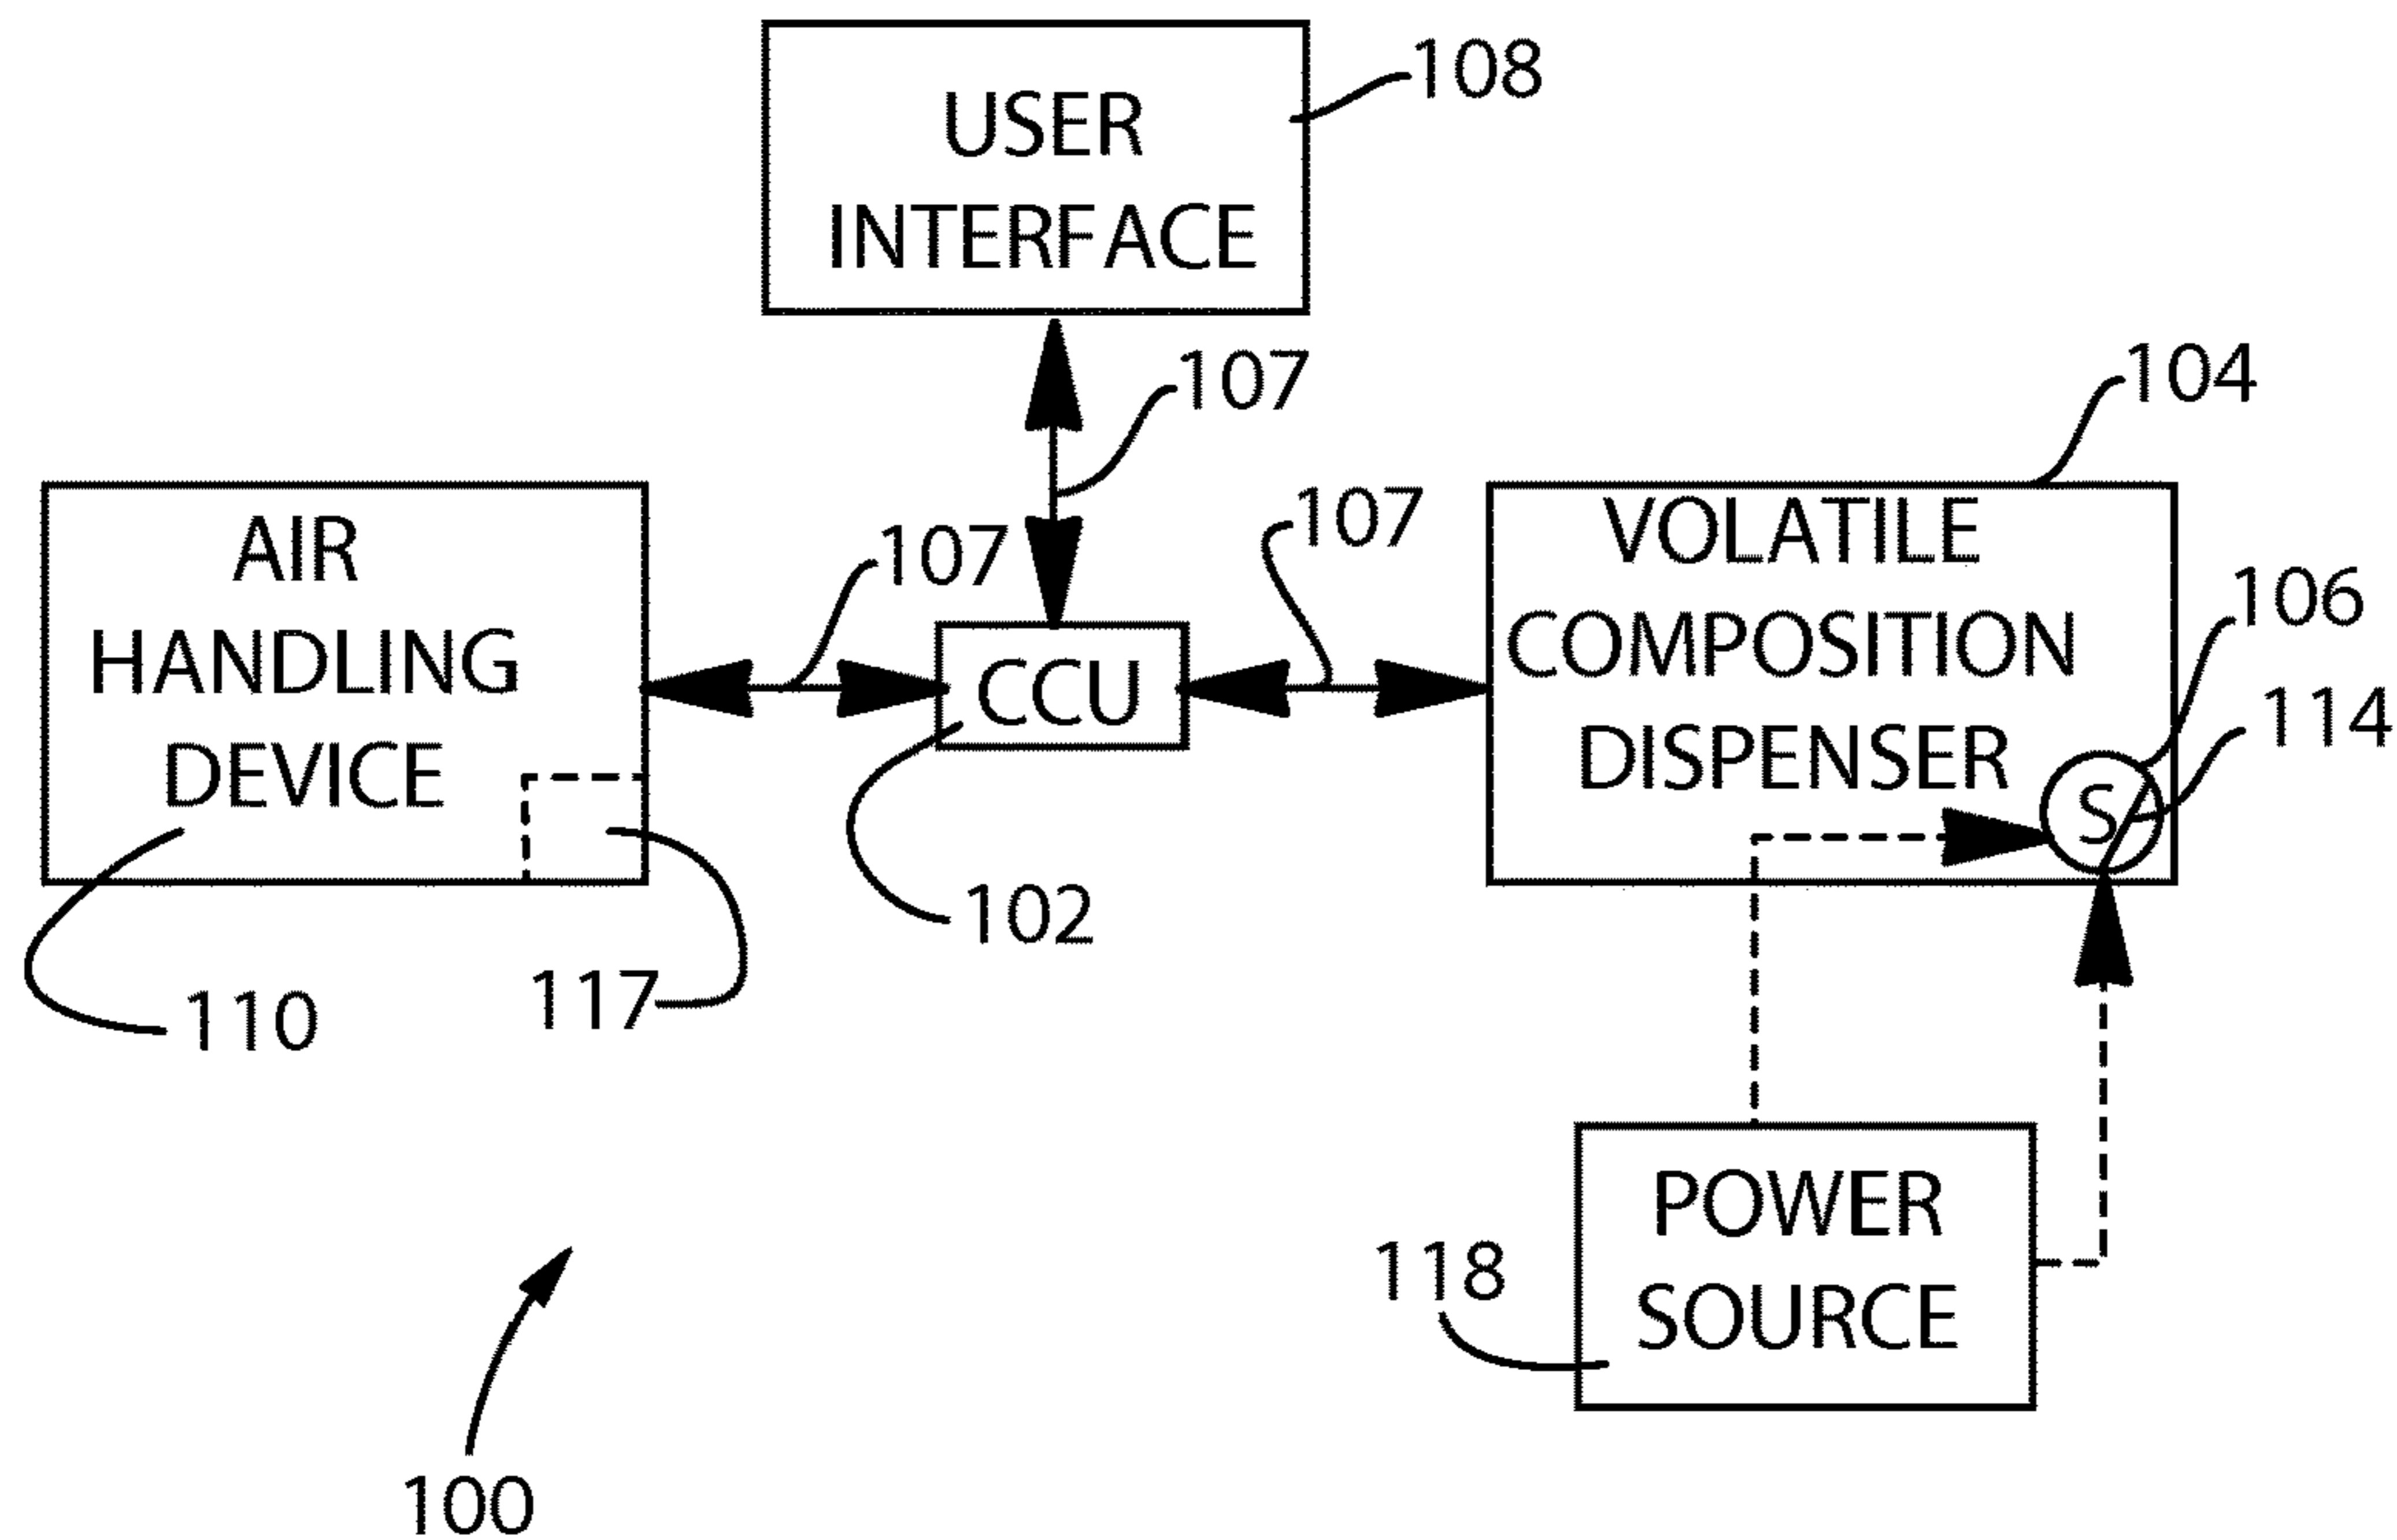 USER
INTERFACE
108
107
104
AIR
HANDLING
DEVICE
107
107
VOLATILE
COMPOSITION
DISPENSER
106
114
CCU
S
102
110
117
POWER
SOURCE
118
100